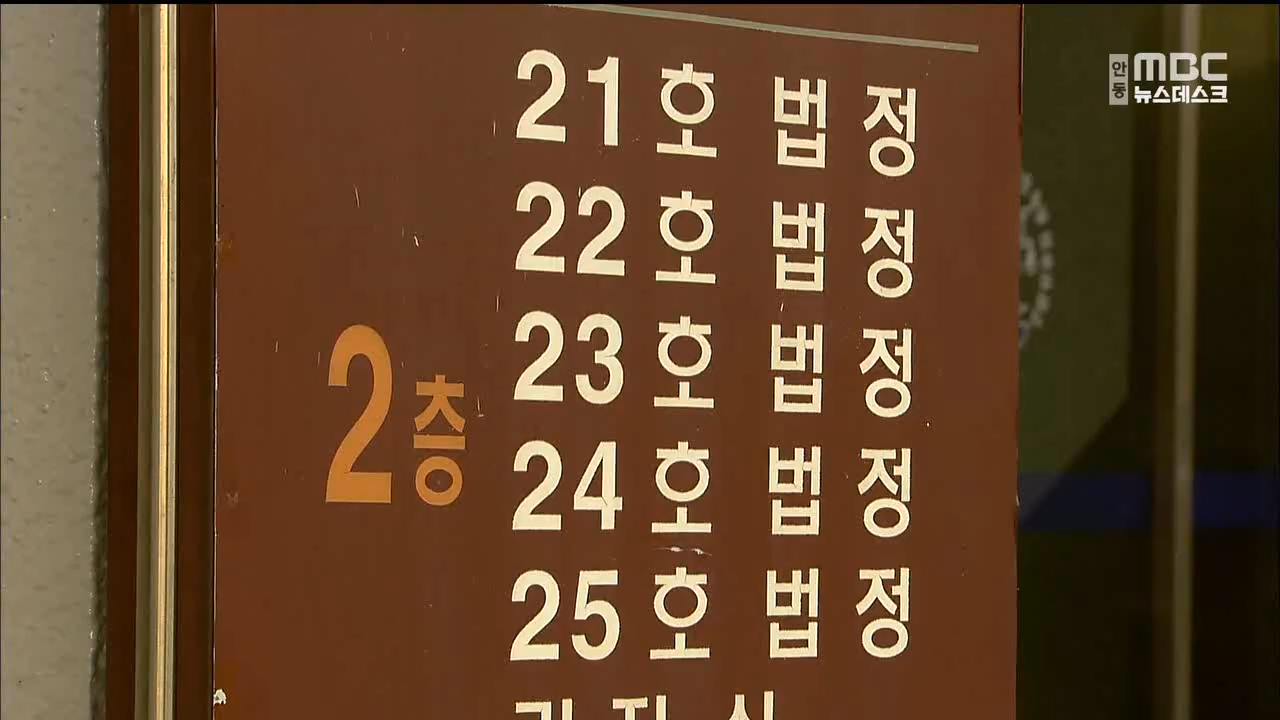 안동 MBC
뉴스데스크
2층
21호 법 정
22호 법 정
23호 법 정
24호 법 정
25호 법 정